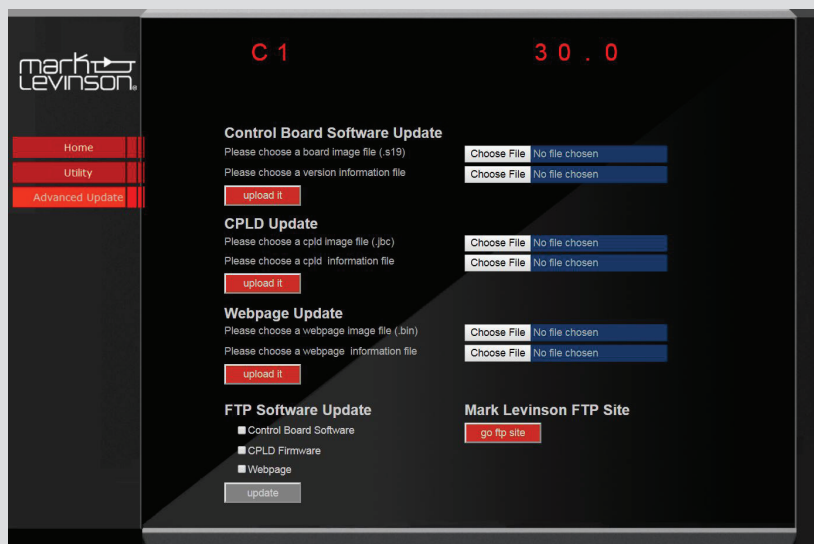 mark
Levinson®
C1 30.0
Home
Utility
Advanced Update
Control Board Software Update
Please choose a board image file (.s19) Choose File No file chosen
Please choose a version information file Choose File No file chosen
upload it
CPLD Update
Please choose a cpld image file (.jbc) Choose File No file chosen
Please choose a cpld information file Choose File No file chosen
upload it
Webpage Update
Please choose a webpage image file (.bin) Choose File No file chosen
Please choose a webpage information file Choose File No file chosen
upload it
FTP Software Update
Control Board Software
CPLD Firmware
Webpage
update
Mark Levinson FTP Site
go ftp site